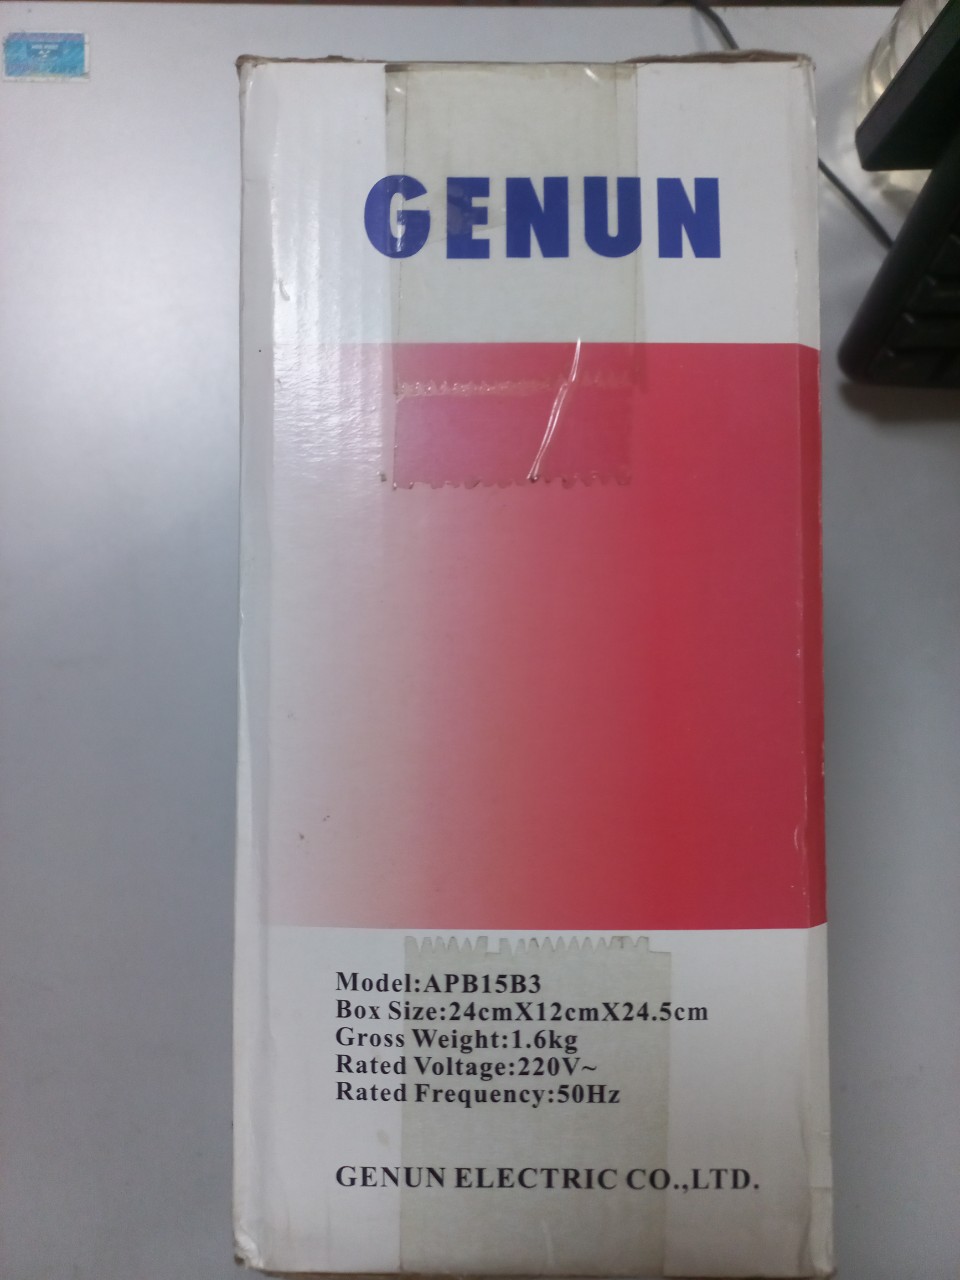 GENUN
Model:APB15B3
Box Size:24cmX12cmX24.5cm
Gross Weight:1.6kg
Rated Voltage:220V~
Rated Frequency:50Hz
GENUN ELECTRIC CO.,LTD.